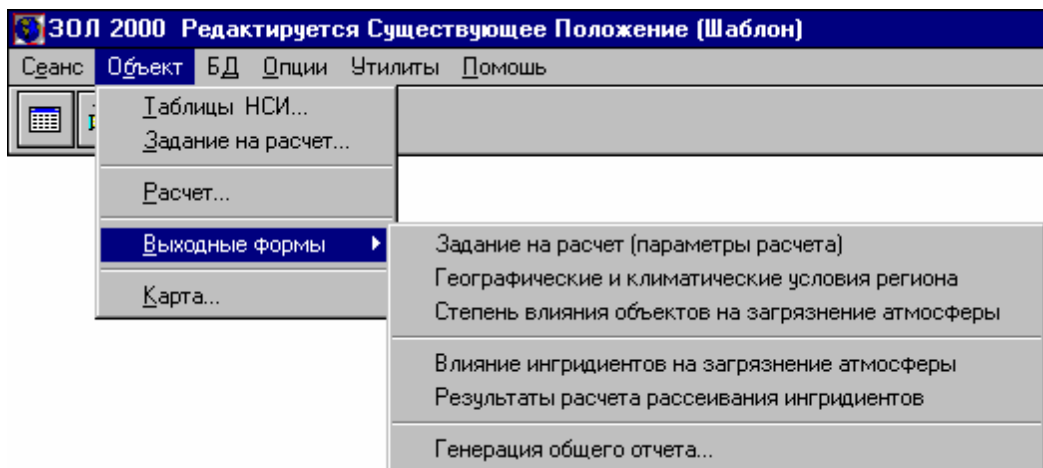 ЗОЛ 2000 Редактируется Существующее Положение (Шаблон)
Сеанс Объект БД Опции Утилиты Помошь
Таблицы НСИ...
Задание на расчет...
Расчет...
Выходные формы
Карта...
Задание на расчет (параметры расчета)
Географические и климатические условия региона
Степень влияния объектов на загрязнение атмосферы
Влияние ингридиентов на загрязнение атмосферы
Результаты расчета рассеивания ингридиентов
Генерация общего отчета...